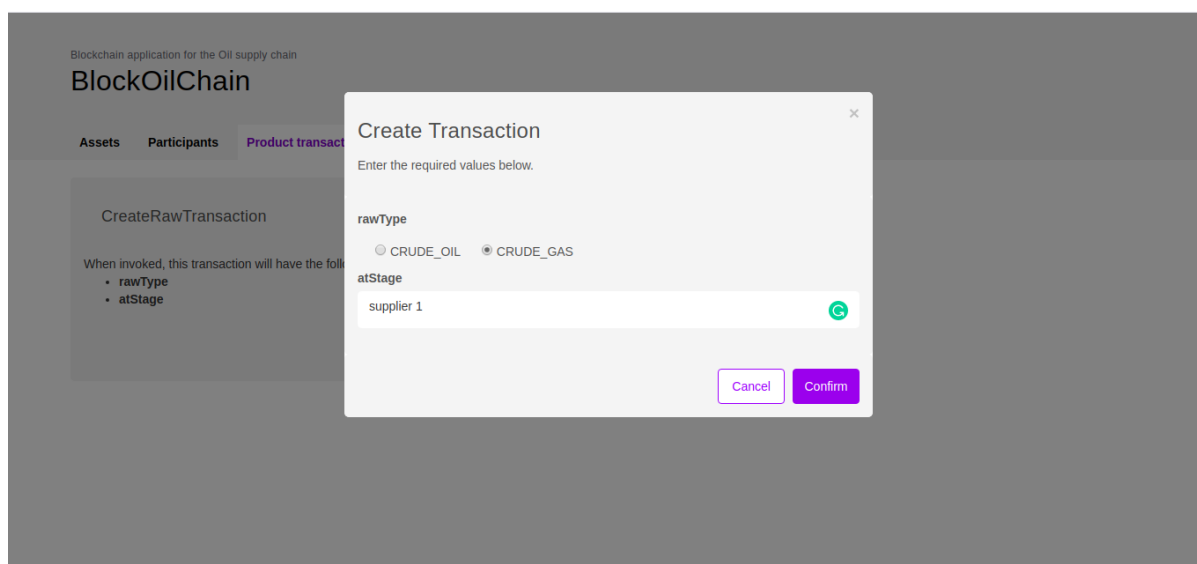 Blockchain application for the Oil supply chain
BlockOilChain
Assets Participants Product transact
CreateRawTransaction
When invoked, this transaction will have the follo
• rawType
• atStage
×
Create Transaction
Enter the required values below.
rawType
CRUDE_OIL CRUDE_GAS
atStage
supplier 1
Cancel Confirm